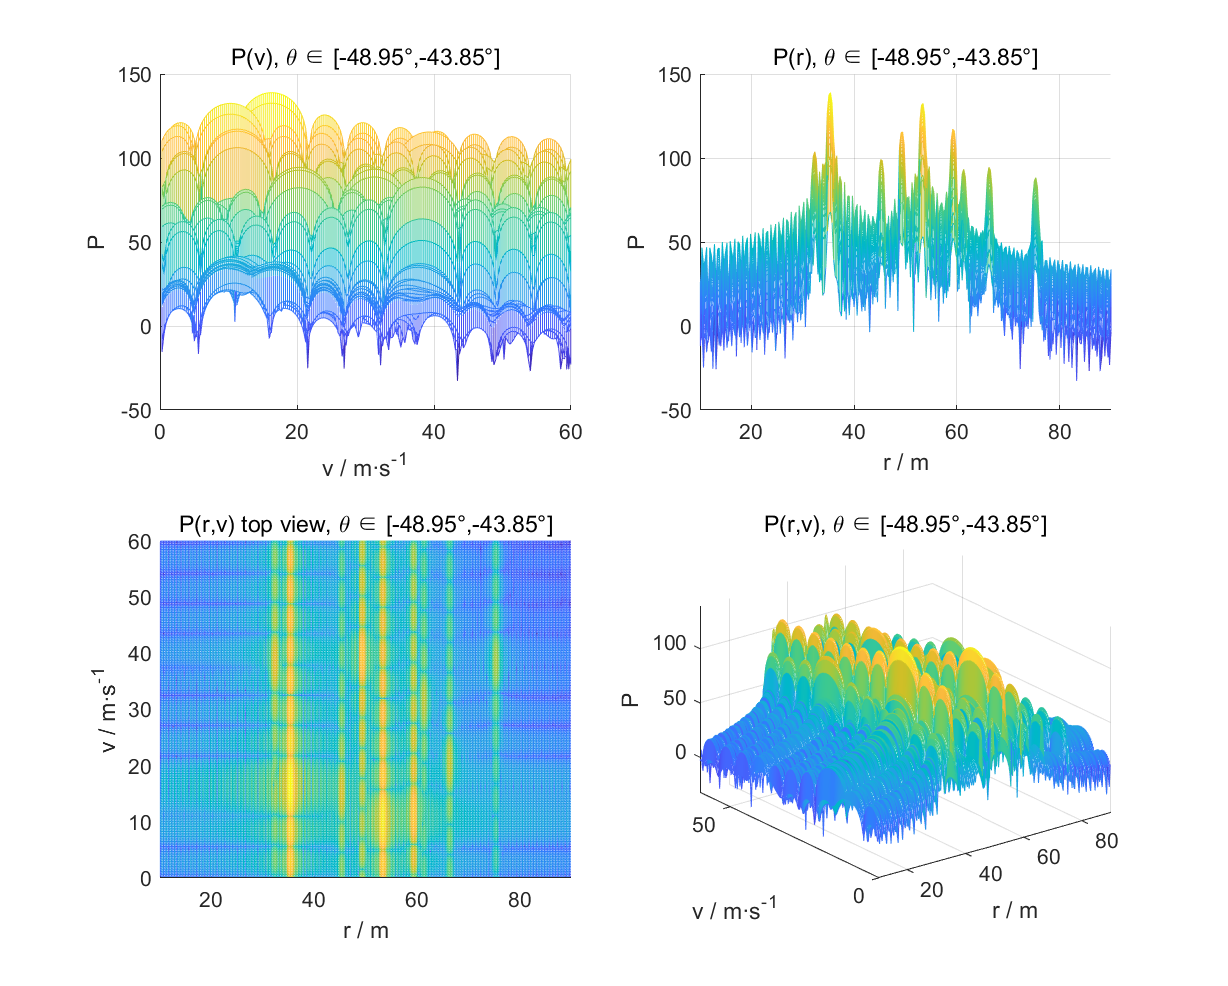 P(v), θ ∈ [-48.95°,-43.85°]
150
100
50
0
-50
P
0 20 40 60
v / m·s⁻¹
P(r), θ ∈ [-48.95°,-43.85°]
150
100
50
0
-50
P
20 40 60 80
r / m
P(r,v) top view, θ ∈ [-48.95°,-43.85°]
60
50
40
30
20
10
0
v / m·s⁻¹
20 40 60 80
r / m
P(r,v), θ ∈ [-48.95°,-43.85°]
100
50
0
P
50
0
v / m·s⁻¹
20 40 60 80
r / m